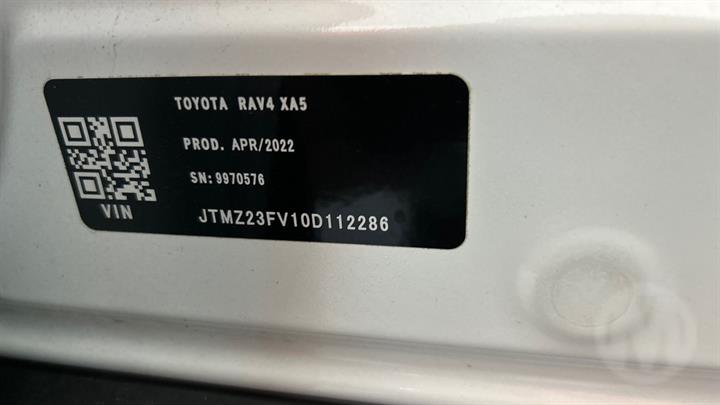 TOYOTA RAV4 XA5
PROD. APR/2022
SN: 9970576
VIN
JTMZ23FV10D112286